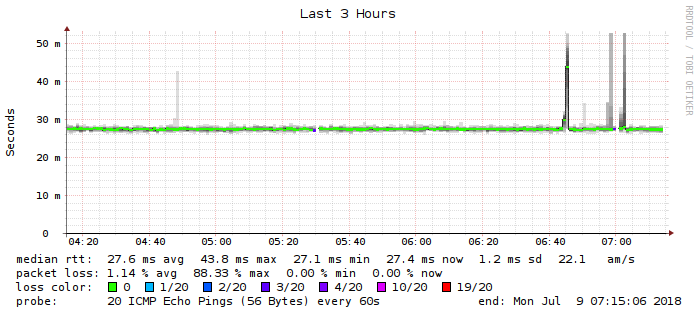 Last 3 Hours
RRDTOOL / TOBI OETIKER
Seconds
50 m
40 m
30 m
20 m
10 m
0
04:20 04:40 05:00 05:20 05:40 06:00 06:20 06:40 07:00
median rtt: 27.6 ms avg 43.8 ms max 27.1 ms min 27.4 ms now 1.2 ms sd 22.1 am/s
packet loss: 1.14 % avg 88.33 % max 0.00 % min 0.00 % now
loss color: 0 1/20 2/20 3/20 4/20 10/20 19/20
probe: 20 ICMP Echo Pings (56 Bytes) every 60s end: Mon Jul 9 07:15:06 2018